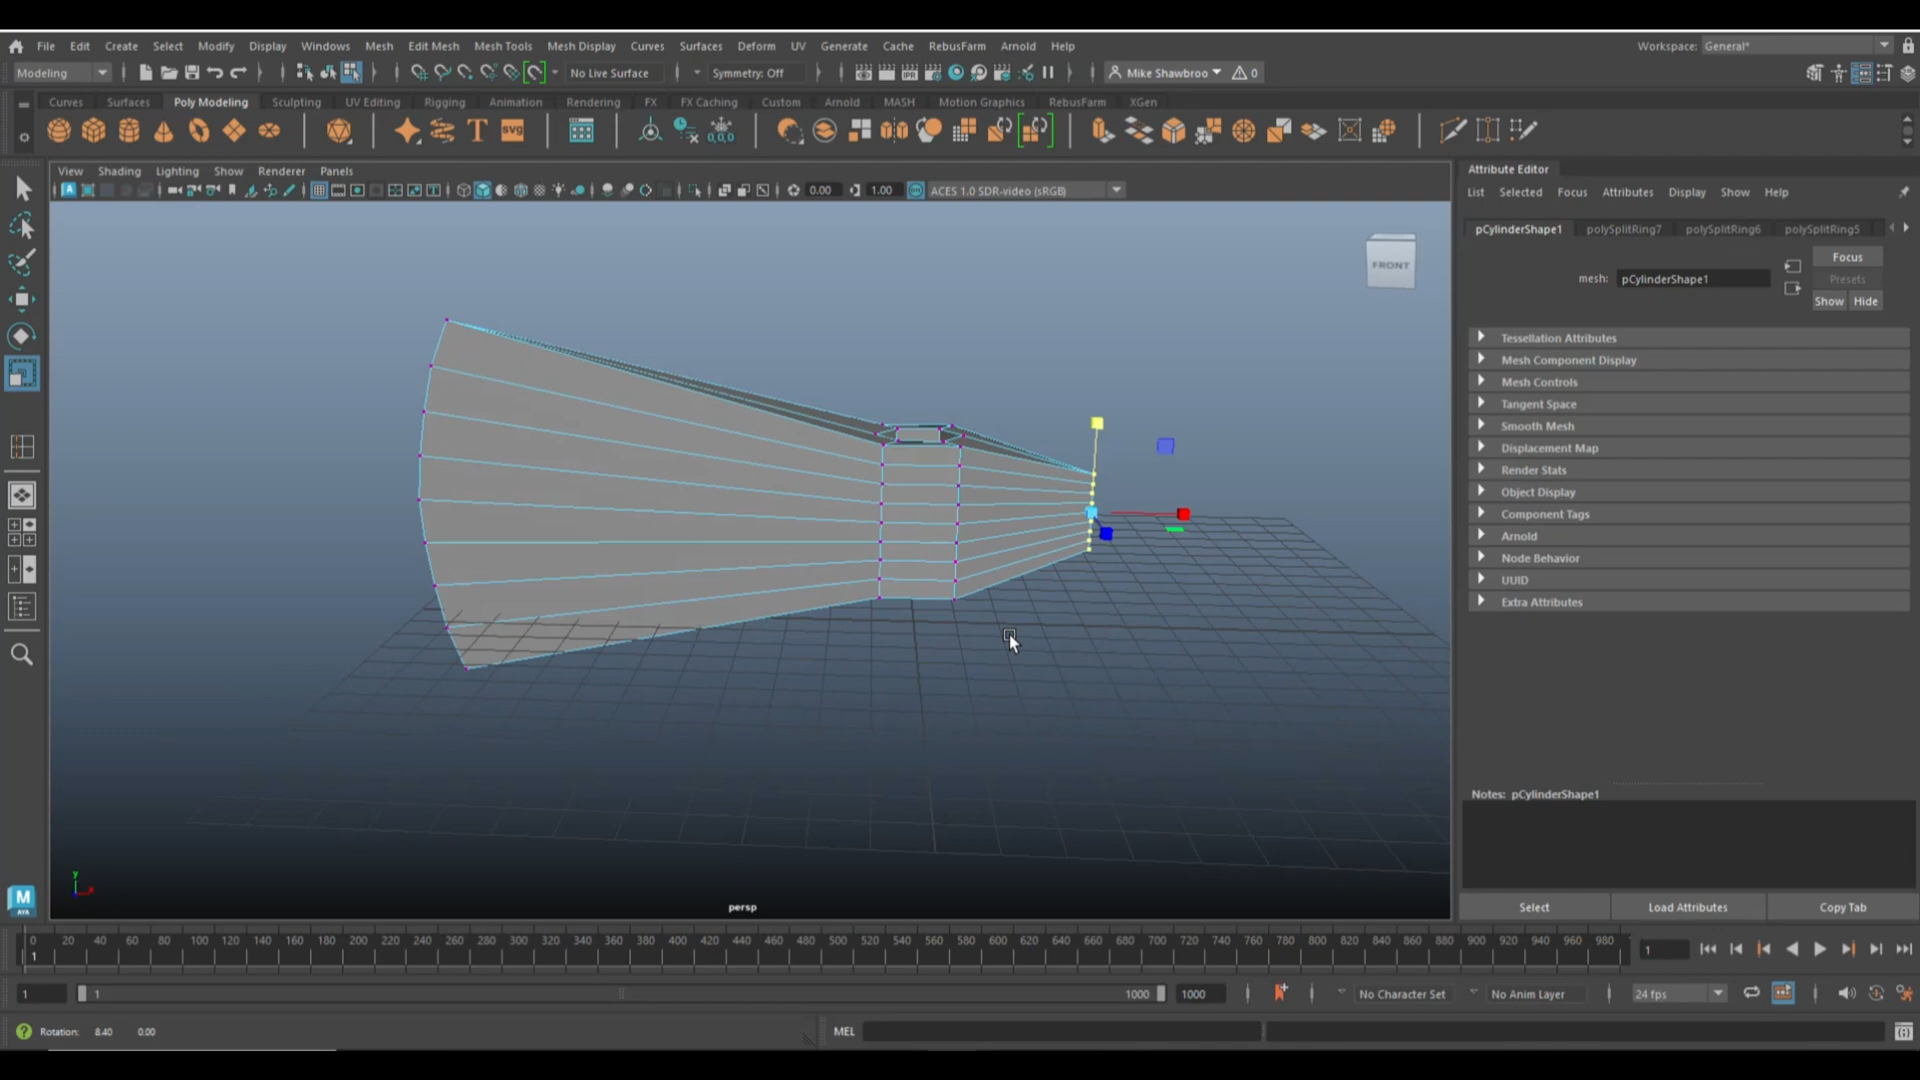 File Edit Create Select Modify Display Windows Mesh Edit Mesh Mesh Tools Mesh Display Curves Surfaces Deform UV Generate Cache RebusFarm Arnold Help Workspace: General*
Modeling No Live Surface Symmetry: Off IPR Mike Shawbroo 0
Curves Surfaces Poly Modeling Sculpting UV Editing Rigging Animation Rendering FX FX Caching Custom Arnold MASH Motion Graphics RebusFarm XGen
T SVG 0,0,0
View Shading Lighting Show Renderer Panels
0.00 1.00 ACES 1.0 SDR-video (sRGB)
FRONT
y
x
persp
Attribute Editor
List Selected Focus Attributes Display Show Help
pCylinderShape1 polySplitRing7 polySplitRing6 polySplitRing5
Focus
mesh: pCylinderShape1 Presets
Show Hide
Tessellation Attributes
Mesh Component Display
Mesh Controls
Tangent Space
Smooth Mesh
Displacement Map
Render Stats
Object Display
Component Tags
Arnold
Node Behavior
UUID
Extra Attributes
Notes: pCylinderShape1
Select Load Attributes Copy Tab
M
AYA
0 20 40 60 80 100 120 140 160 180 200 220 240 260 280 300 320 340 360 380 400 420 440 460 480 500 520 540 560 580 600 620 640 660 680 700 720 740 760 780 800 820 840 860 880 900 920 940 960 980
1 1
1 1 1000 1000 No Character Set No Anim Layer 24 fps
Rotation: 8.40 0.00 MEL